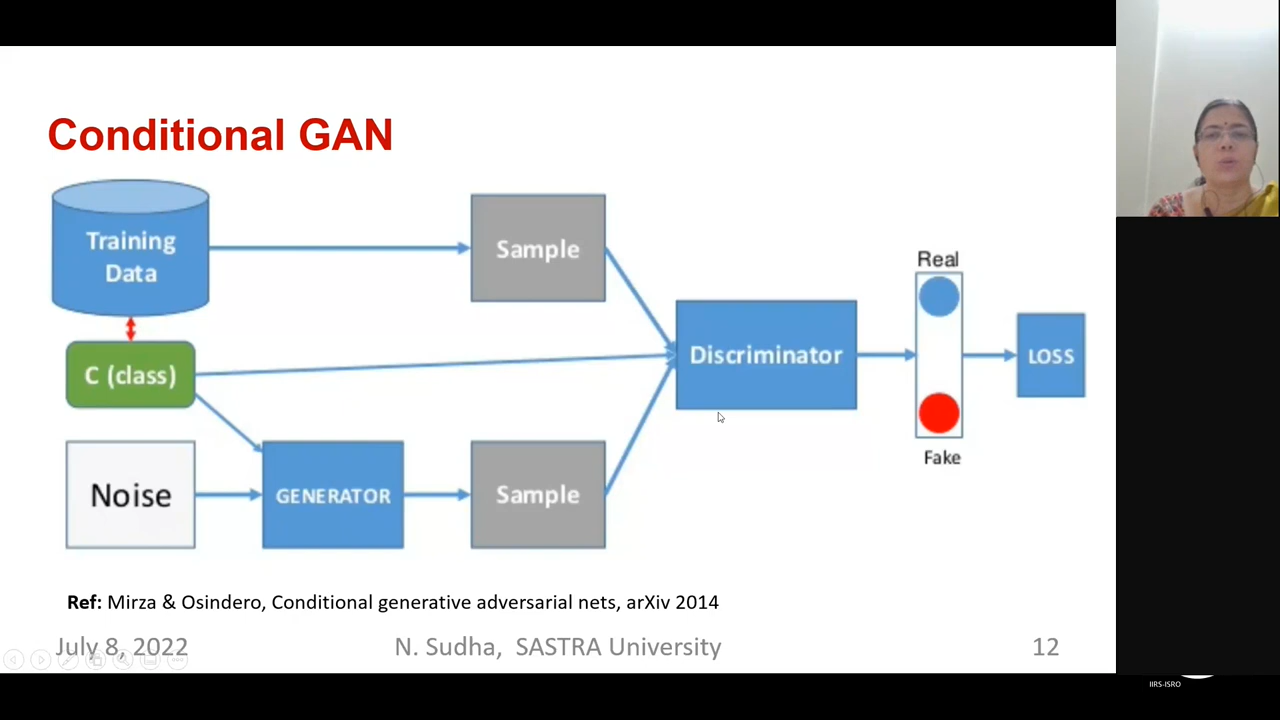 Conditional GAN
Training
Data
Sample
Real
Discriminator
LOSS
C (class)
Fake
Noise
GENERATOR
Sample
Ref: Mirza & Osindero, Conditional generative adversarial nets, arXiv 2014
July 8, 2022
N. Sudha, SASTRA University
12
IIRS-ISRO